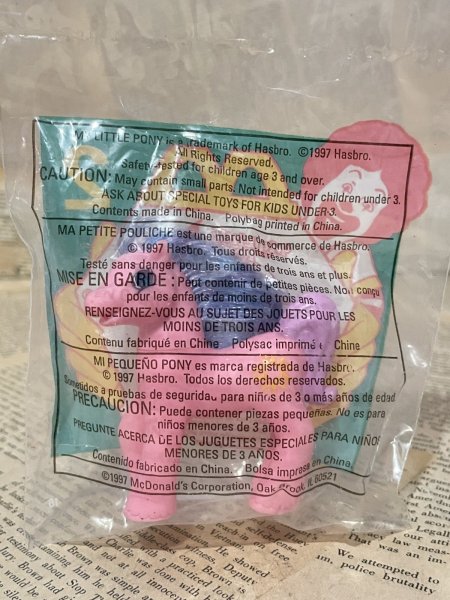 MY LITTLE PONY is a trademark of Hasbro. ©1997 Hasbro.
All Rights Reserved.
Safety tested for children age 3 and over.
CAUTION: May contain small parts. Not intended for children under 3.
ASK ABOUT SPECIAL TOYS FOR KIDS UNDER 3.
Contents made in China. Polybag printed in China.
MA PETITE POULICHE est une marque de commerce de Hasbro.
©1997 Hasbro. Tous droits réservés.
Testé sans danger pour les enfants de trois ans et plus.
MISE EN GARDE : Peut contenir de petites pièces. Non conçu
pour les enfants de moins de trois ans.
RENSEIGNEZ-VOUS AU SUJET DES JOUETS POUR LES
MOINS DE TROIS ANS.
Contenu fabriqué en Chine Polysac imprimé Chine
MI PEQUEÑO PONY es marca registrada de Hasbro.
© 1997 Hasbro. Todos los derechos reservados.
Sometidos a pruebas de seguridad para niños de 3 o más años de edad
PRECAUCION: Puede contener piezas pequeñas. No es para
niños menores de 3 años.
PREGUNTE ACERCA DE LOS JUGUETES ESPECIALES PARA NIÑOS
MENORES DE 3 AÑOS.
Contenido fabricado en China. Bolsa impresa en China.
©1997 McDonald's Corporation, Oak Brook, IL 60521
We attempted to
police brutality